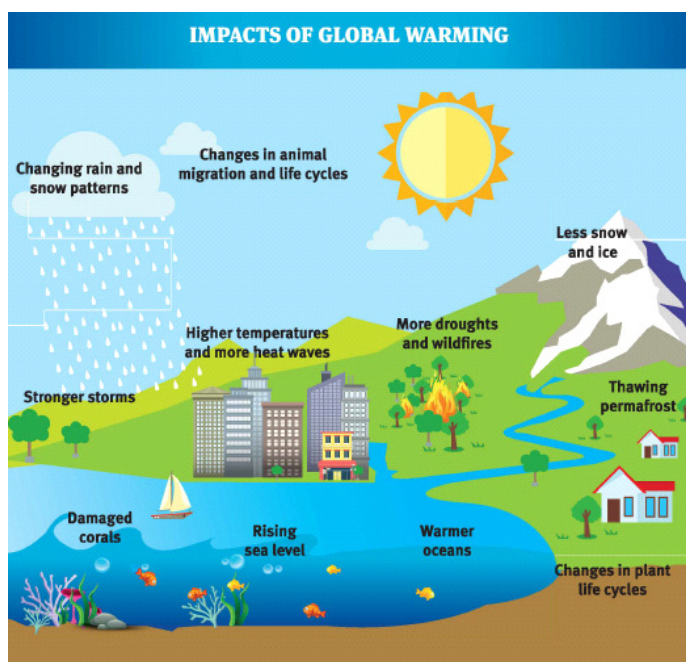 IMPACTS OF GLOBAL WARMING
Changing rain and
snow patterns
Changes in animal
migration and life cycles
Less snow
and ice
Higher temperatures
and more heat waves
More droughts
and wildfires
Stronger storms
Thawing
permafrost
Damaged
corals
Rising
sea level
Warmer
oceans
Changes in plant
life cycles